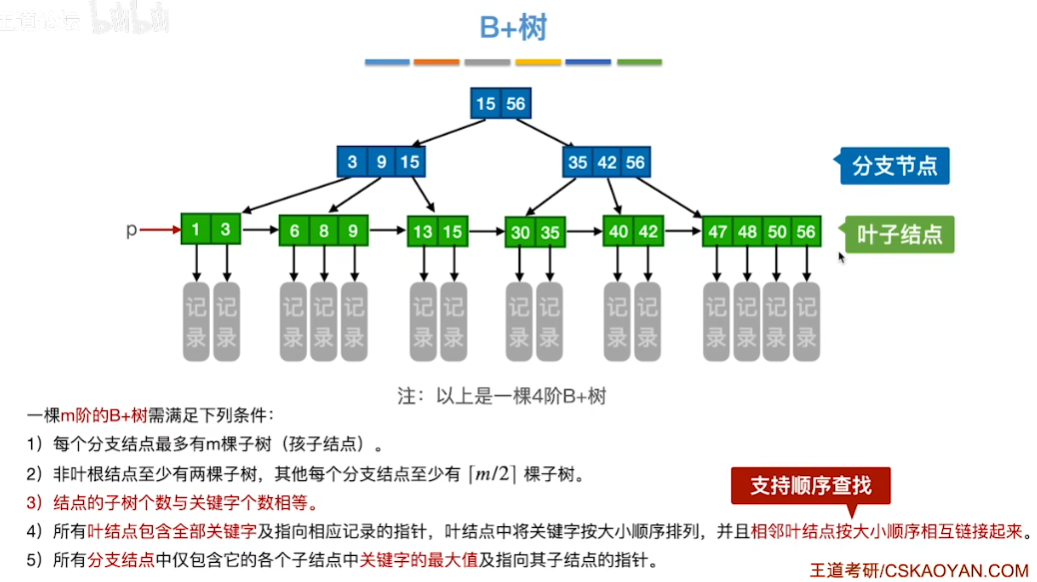 王道论坛 bilibili
B+树
15 56
3 9 15
35 42 56
分支节点
p
1 3
6 8 9
13 15
30 35
40 42
47 48 50 56
叶子结点
记录 记录 记录 记录 记录 记录 记录 记录 记录 记录 记录 记录 记录 记录 记录
注：以上是一棵4阶B+树
一棵m阶的B+树需满足下列条件：
1）每个分支结点最多有m棵子树（孩子结点）。
2）非叶根结点至少有两棵子树，其他每个分支结点至少有 ⌈m/2⌉ 棵子树。
3）结点的子树个数与关键字个数相等。
支持顺序查找
4）所有叶结点包含全部关键字及指向相应记录的指针，叶结点中将关键字按大小顺序排列，并且相邻叶结点按大小顺序相互链接起来。
5）所有分支结点中仅包含它的各个子结点中关键字的最大值及指向其子结点的指针。
王道考研/CSKAOYAN.COM